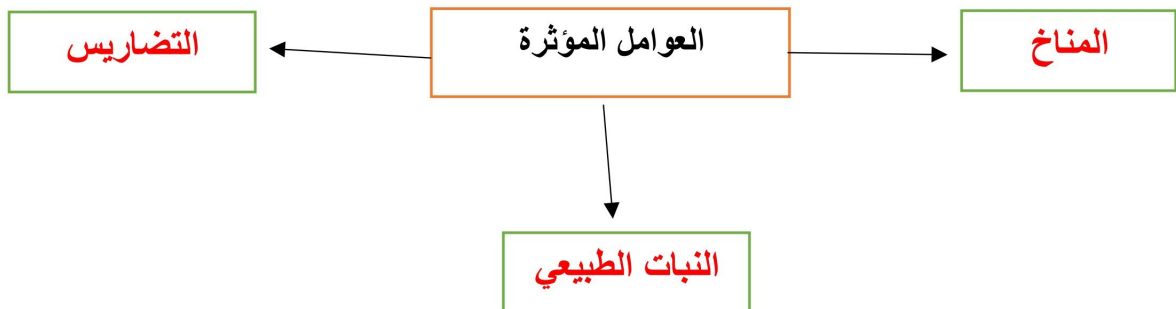 العوامل المؤثرة
المناخ
التضاريس
النبات الطبيعي